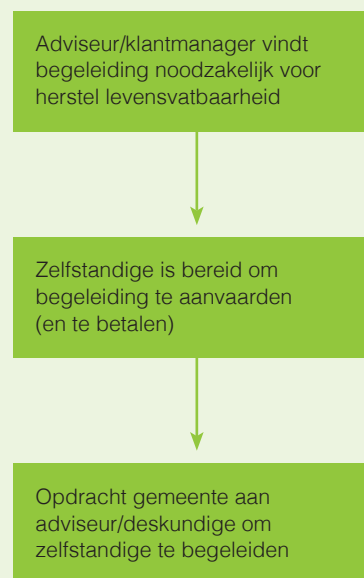 Adviseur/klantmanager vindt
begeleiding noodzakelijk voor
herstel levensvatbaarheid
Zelfstandige is bereid om
begeleiding te aanvaarden
(en te betalen)
Opdracht gemeente aan
adviseur/deskundige om
zelfstandige te begeleiden